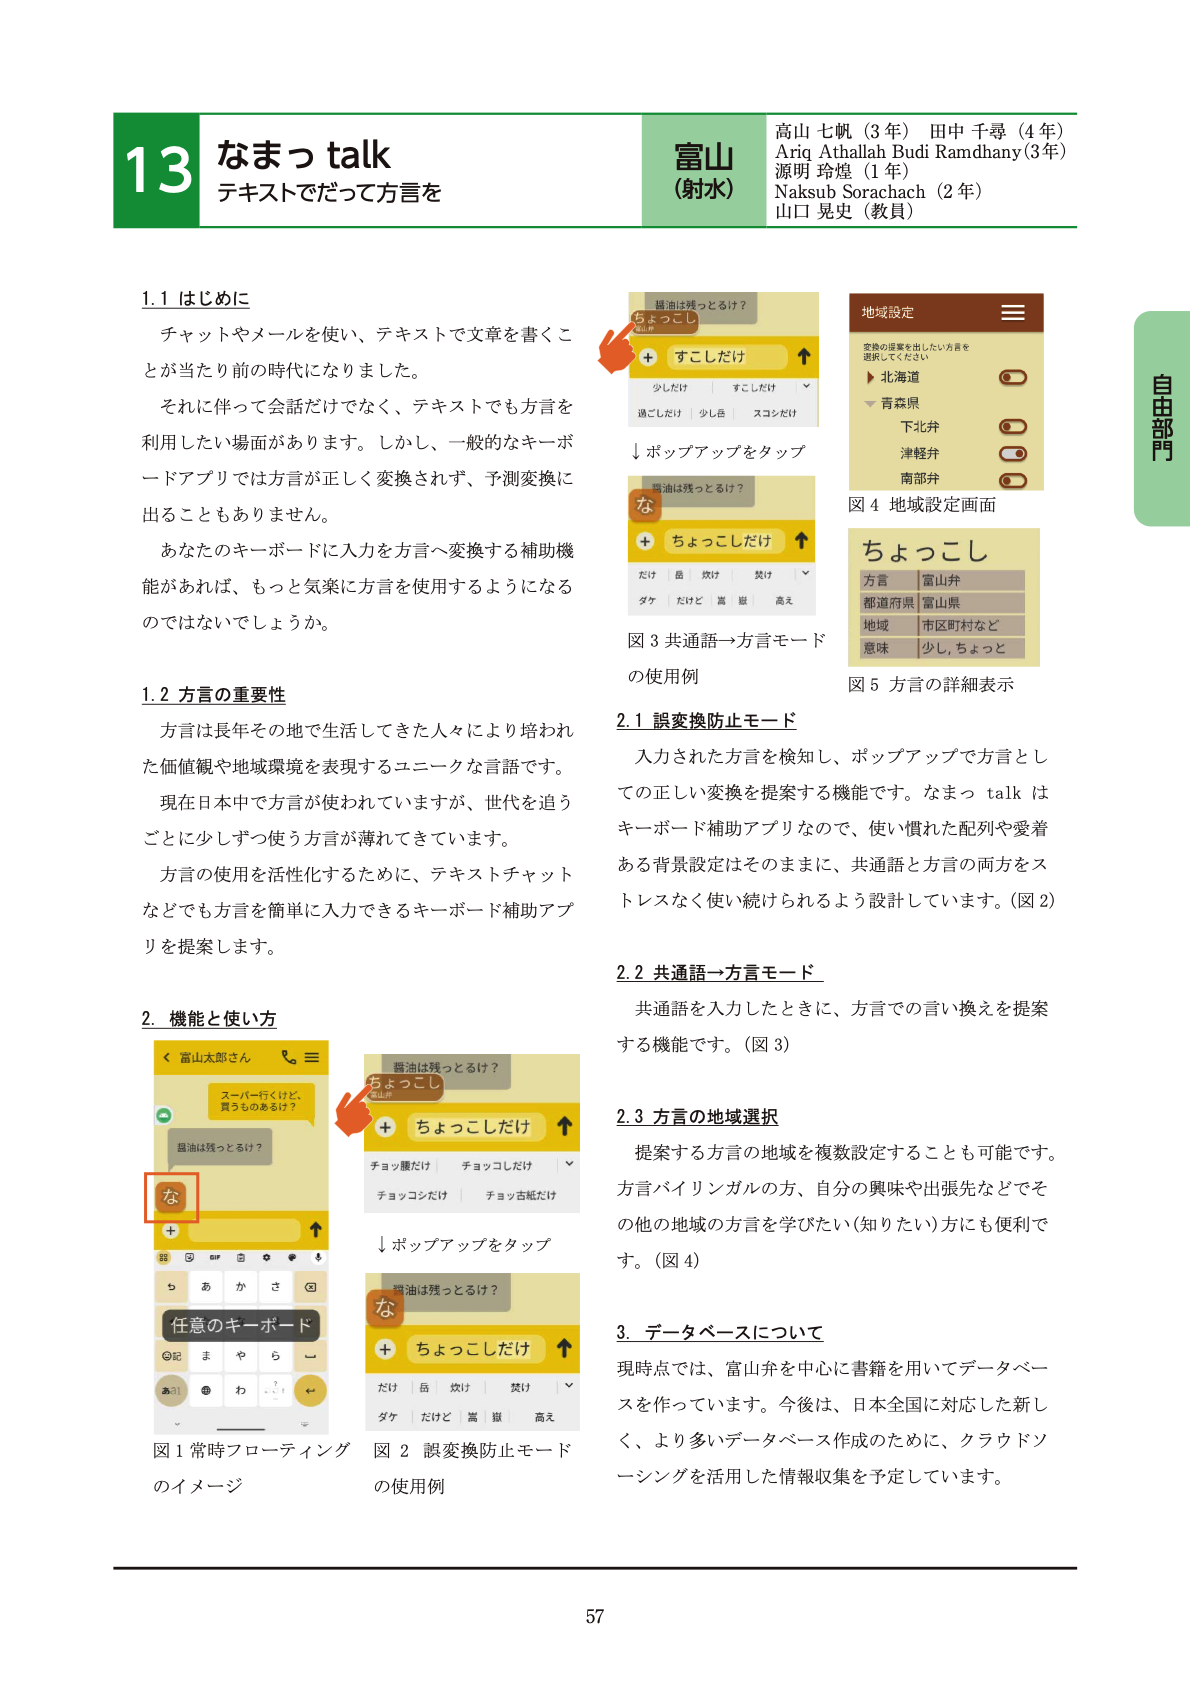 13
なまっ talk
テキストでだって方言を
富山
(射水)
高山 七帆（3 年） 田中 千尋（4 年）
Ariq Athallah Budi Ramdhany(3年)
源明 玲煌（1 年）
Naksub Sorachach（2 年）
山口 晃史（教員）
自由部門
1.1 はじめに
チャットやメールを使い、テキストで文章を書くこ
とが当たり前の時代になりました。
それに伴って会話だけでなく、テキストでも方言を
利用したい場面があります。しかし、一般的なキーボ
ードアプリでは方言が正しく変換されず、予測変換に
出ることもありません。
あなたのキーボードに入力を方言へ変換する補助機
能があれば、もっと気楽に方言を使用するようになる
のではないでしょうか。
1.2 方言の重要性
方言は長年その地で生活してきた人々により培われ
た価値観や地域環境を表現するユニークな言語です。
現在日本中で方言が使われていますが、世代を追う
ごとに少しずつ使う方言が薄れてきています。
方言の使用を活性化するために、テキストチャット
などでも方言を簡単に入力できるキーボード補助アプ
リを提案します。
2. 機能と使い方
富山太郎さん
スーパー行くけど、
買うものあるけ？
醤油は残っとるけ？
な
+
GIF
あ か さ
任意のキーボード
☺記 ま や ら
あa1 わ
図 1 常時フローティング
のイメージ
醤油は残っとるけ？
ちょっこし
富山弁
+ ちょっこしだけ
チョッ腰だけ チョッコしだけ
チョッコシだけ チョッ古紙だけ
↓ポップアップをタップ
醤油は残っとるけ？
な
+ ちょっこしだけ
だけ 岳 炊け 焚け
ダケ だけど 嵩 嶽 高え
図 2 誤変換防止モード
の使用例
醤油は残っとるけ？
ちょっこし
富山弁
+ すこしだけ
少しだけ すこしだけ
過ごしだけ 少し岳 スコシだけ
↓ポップアップをタップ
醤油は残っとるけ？
な
+ ちょっこしだけ
だけ 岳 炊け 焚け
ダケ だけど 嵩 嶽 高え
図 3 共通語→方言モード
の使用例
地域設定
変換の提案を出したい方言を
選択してください
北海道
青森県
下北弁
津軽弁
南部弁
図 4 地域設定画面
ちょっこし
方言 富山弁
都道府県 富山県
地域 市区町村など
意味 少し, ちょっと
図 5 方言の詳細表示
2.1 誤変換防止モード
入力された方言を検知し、ポップアップで方言とし
ての正しい変換を提案する機能です。なまっ talk は
キーボード補助アプリなので、使い慣れた配列や愛着
ある背景設定はそのままに、共通語と方言の両方をス
トレスなく使い続けられるよう設計しています。（図 2）
2.2 共通語→方言モード
共通語を入力したときに、方言での言い換えを提案
する機能です。（図 3）
2.3 方言の地域選択
提案する方言の地域を複数設定することも可能です。
方言バイリンガルの方、自分の興味や出張先などでそ
の他の地域の方言を学びたい（知りたい）方にも便利で
す。（図 4）
3. データベースについて
現時点では、富山弁を中心に書籍を用いてデータベー
スを作っています。今後は、日本全国に対応した新し
く、より多いデータベース作成のために、クラウドソ
ーシングを活用した情報収集を予定しています。
57